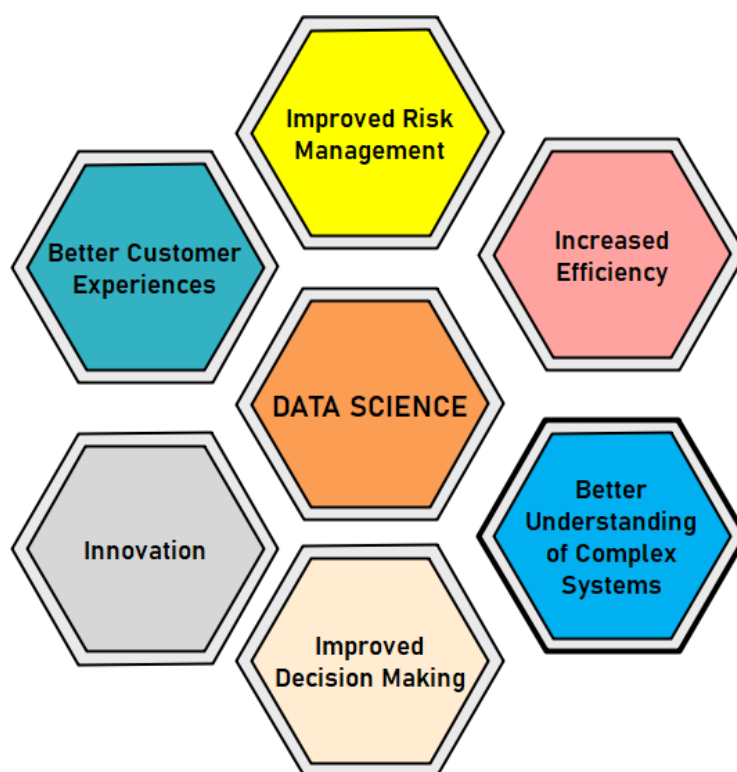 Improved Risk
Management
Better Customer
Experiences
Increased
Efficiency
DATA SCIENCE
Innovation
Better
Understanding
of Complex
Systems
Improved
Decision Making